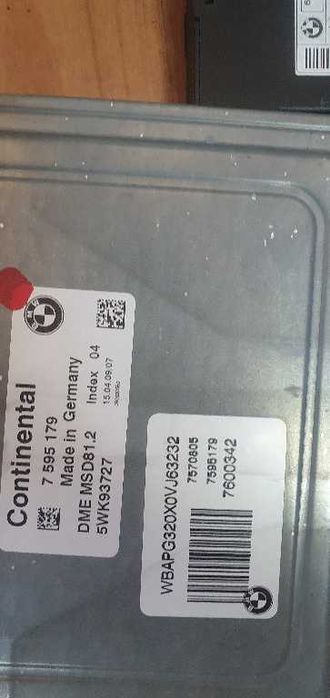 Continental
7 595 179
Made in Germany
DME MSD81.2 Index 04
5WK93727
15.04.09.07
WBAPG320X0VJ63232
7570805
7595179
7600342
BMW